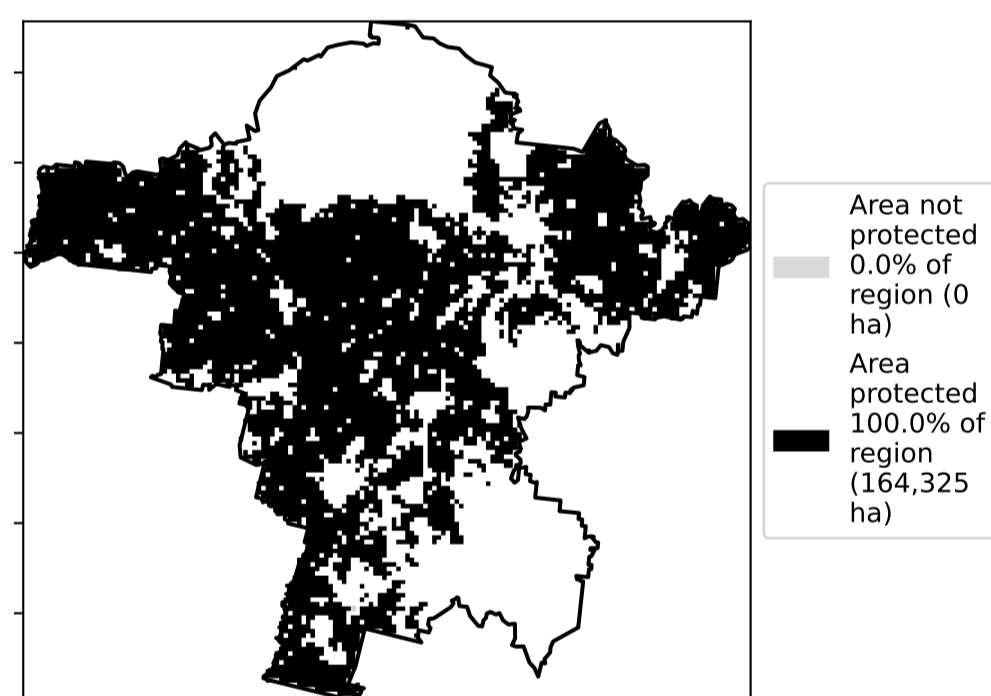 Area not
protected
0.0% of
region (0
ha)
Area
protected
100.0% of
region
(164,325
ha)